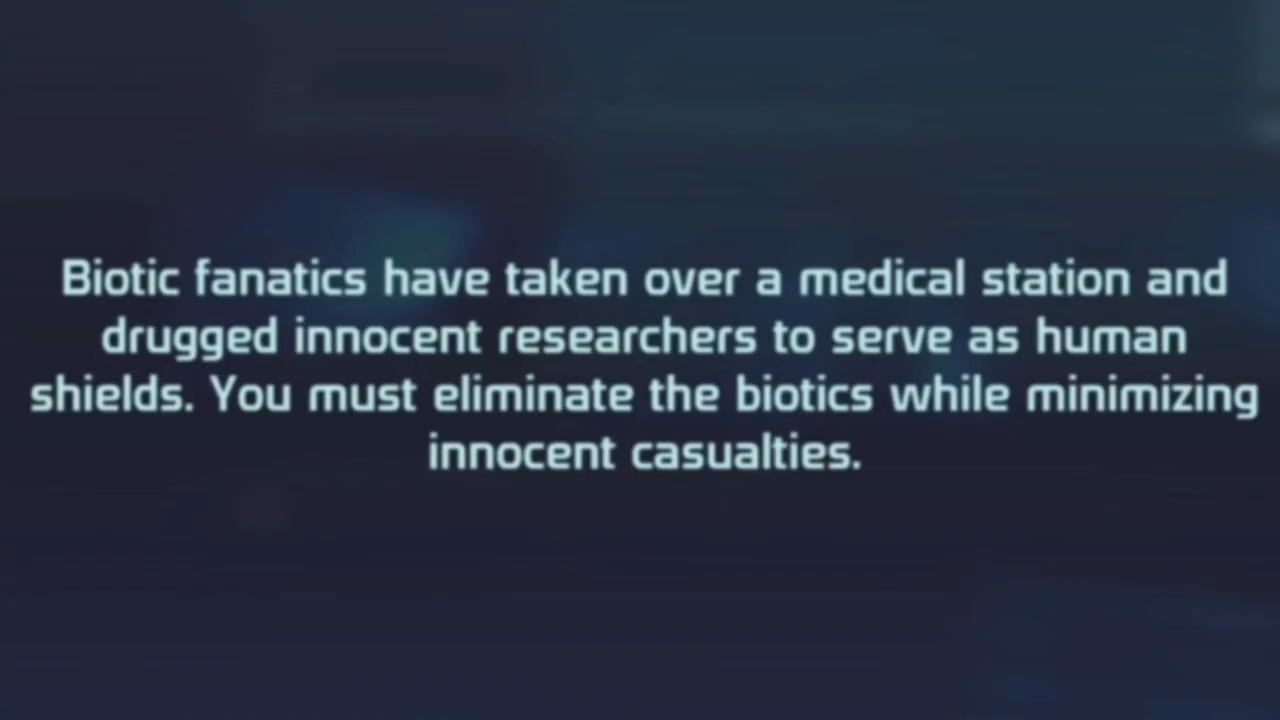 Biotic fanatics have taken over a medical station and
drugged innocent researchers to serve as human
shields. You must eliminate the biotics while minimizing
innocent casualties.